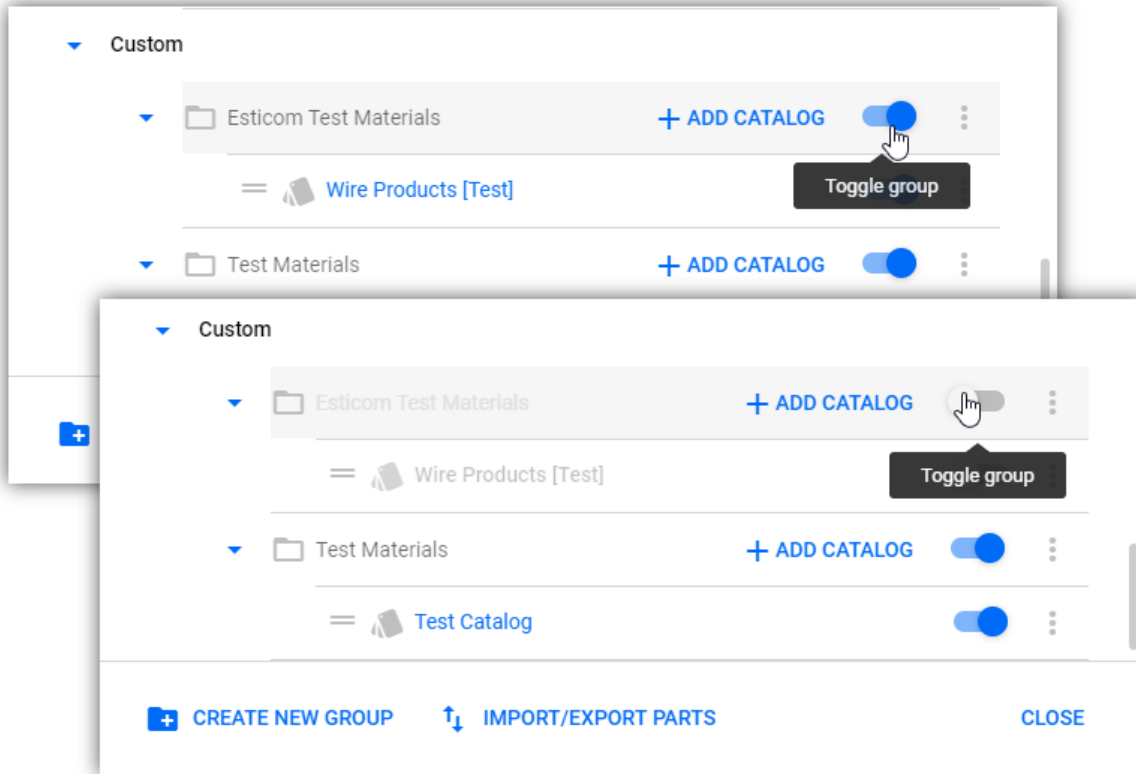 Custom
Esticom Test Materials + ADD CATALOG
Wire Products [Test] Toggle group
Test Materials + ADD CATALOG
Custom
Esticom Test Materials + ADD CATALOG
Wire Products [Test] Toggle group
Test Materials + ADD CATALOG
Test Catalog
CREATE NEW GROUP IMPORT/EXPORT PARTS CLOSE